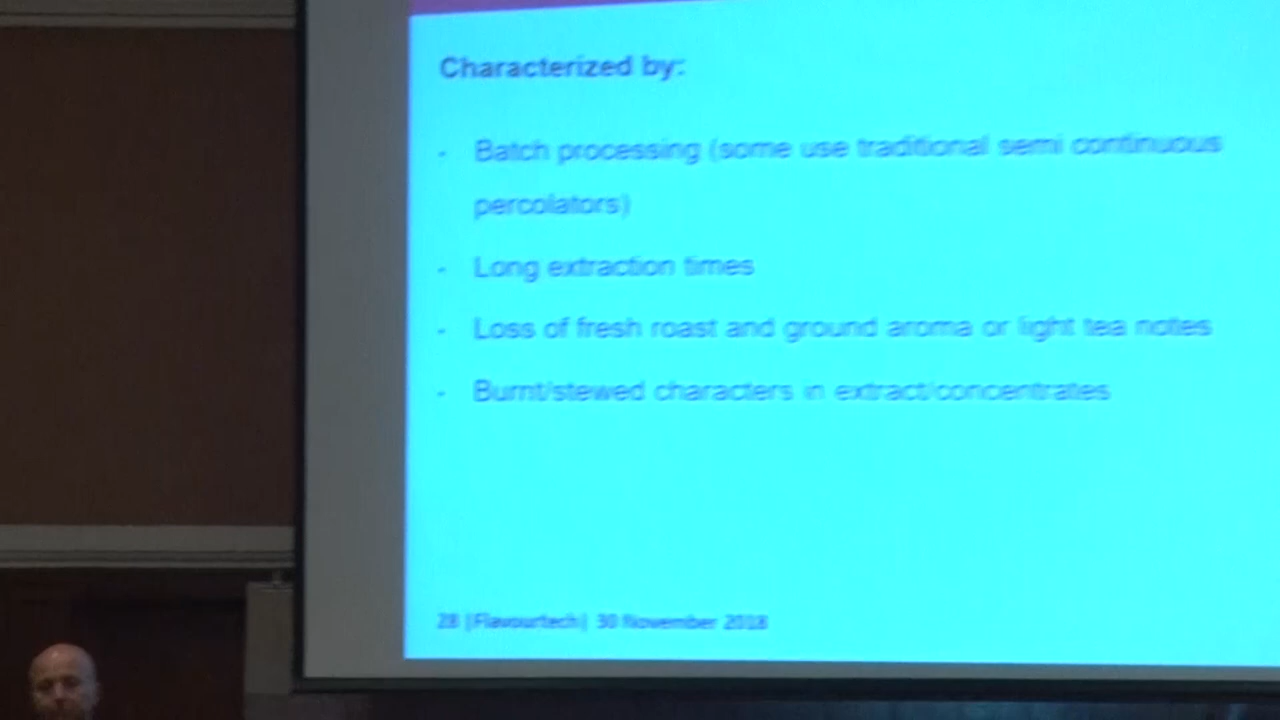 Characterized by:
- Batch processing (some use traditional semi continuous
percolators)
- Long extraction times
- Loss of fresh roast and ground aroma or light tea notes
- Burnt/stewed characters in extract/concentrates
28 |Flavourtech| 30 November 2018